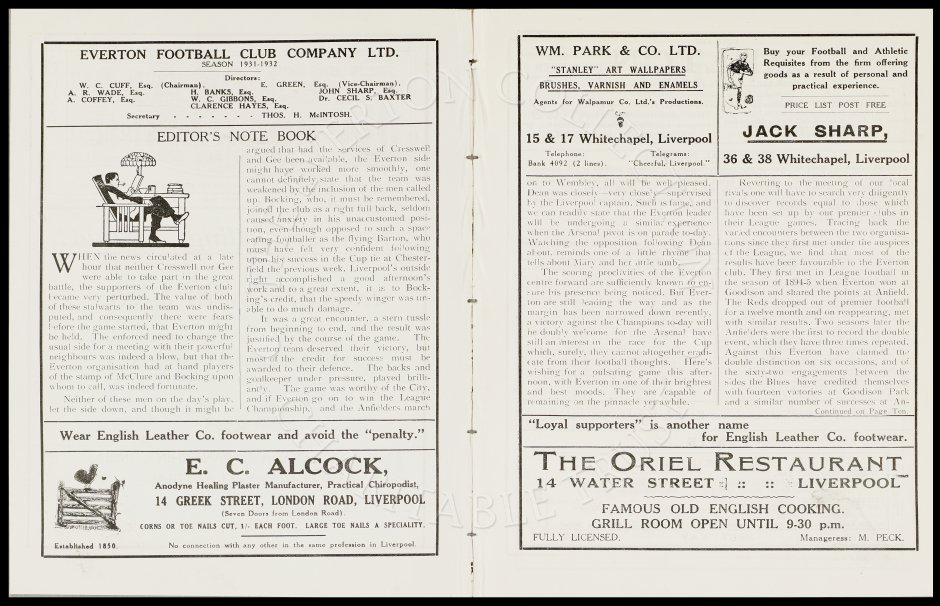 EVERTON FOOTBALL CLUB COMPANY LTD.
SEASON 1931-1932
Directors:
W. C. CUFF, Esq. (Chairman). E. GREEN, Esq. (Vice-Chairman).
A. R. WADE, Esq. H. BANKS, Esq. JOHN SHARP, Esq.
A. COFFEY, Esq. W. C. GIBBONS, Esq. Dr. CECIL S. BAXTER
CLARENCE HAYES, Esq.
Secretary - - - - - - - THOS. H. McINTOSH.
EDITOR'S NOTE BOOK
WHEN the news circulated at a late
hour that neither Cresswell nor Gee
were able to take part in the great
battle, the supporters of the Everton club
became very perturbed. The value of both
of these stalwarts to the team was undis-
puted, and consequently there were fears
before the game started, that Everton might
be held. The enforced need to change the
usual side for a meeting with their powerful
neighbours was indeed a blow, but that the
Everton organisation had at hand players
of the stamp of McClure and Bocking upon
whom to call, was indeed fortunate.
Neither of these men on the day's play,
let the side down, and though it might be
argued that had the services of Cresswell
and Gee been available, the Everton side
might have worked more smoothly, one
cannot definitely state that the team was
weakened by the inclusion of the men called
up. Bocking, who, it must be remembered,
joined the club as a right full back, seldom
caused anxiety in his unaccustomed posi-
tion, even though opposed to such a space
eating footballer as the flying Barton, who
must have felt very confident following
upon his success in the Cup tie at Chester-
field the previous week. Liverpool's outside
right accomplished a good afternoon's
work and to a great extent, it is to Bock-
ing's credit, that the speedy winger was un-
able to do much damage.
It was a great encounter, a stern tussle
from beginning to end, and the result was
justified by the course of the game. The
Everton team deserved their victory, but
most of the credit for success must be
awarded to their defence. The backs and
goalkeeper under pressure, played brilli-
antly. The game was worthy of the City,
and if Everton go on to win the League
Championship, and the Anfielders march
Wear English Leather Co. footwear and avoid the "penalty."
E. C. ALCOCK,
Anodyne Healing Plaster Manufacturer, Practical Chiropodist,
14 GREEK STREET, LONDON ROAD, LIVERPOOL
(Seven Doors from London Road).
CORNS OR TOE NAILS CUT, 1/- EACH FOOT. LARGE TOE NAILS A SPECIALITY.
Established 1850. No connection with any other in the same profession in Liverpool.
WM. PARK & CO. LTD.
"STANLEY" ART WALLPAPERS
BRUSHES, VARNISH AND ENAMELS
Agents for Walpamur Co. Ltd.'s Productions.
15 & 17 Whitechapel, Liverpool
Telephone: Telegrams:
Bank 4092 (2 lines). "Cheerful, Liverpool."
Buy your Football and Athletic
Requisites from the firm offering
goods as a result of personal and
practical experience.
PRICE LIST POST FREE
JACK SHARP,
36 & 38 Whitechapel, Liverpool
on to Wembley, all will be well pleased.
Dean was closely—very closely—supervised
by the Liverpool captain. Such is fame, and
we can readily state that the Everton leader
will be undergoing a similar experience
when the Arsenal pivot is on parade to-day.
Watching the opposition following Dean
about, reminds one of a little rhyme that
tells about Mary and her little lamb.
The scoring proclivities of the Everton
centre forward are sufficiently known to en-
sure his presence being noticed. But Ever-
ton are still leading the way and as the
margin has been narrowed down recently,
a victory against the Champions to-day will
be doubly welcome for the Arsenal have
still an interest in the race for the Cup
which, surely, they cannot altogether eradi-
cate from their football thoughts. Here's
wishing for a pulsating game this after-
noon, with Everton in one of their brightest
and best moods. They are capable of
remaining on the pinnacle yet awhile.
Reverting to the meeting of our local
rivals one will have to search very diligently
to discover records equal to those which
have been set up by our premier clubs in
their League games. Tracing back the
varied encounters between the two organisa-
tions since they first met under the auspices
of the League, we find that most of the
results have been favourable to the Everton
club. They first met in League football in
the season of 1894-5 when Everton won at
Goodison and shared the points at Anfield.
The Reds dropped out of premier football
for a twelve month and on reappearing, met
with similar results. Two seasons later the
Anfielders were the first to record the double
event, which they have three times repeated.
Against this Everton have claimed the
double distinction on six occasions, and of
the sixty-two engagements between the
sides the Blues have credited themselves
with fourteen victories at Goodison Park
and a similar number of successes at An-
Continued on Page Ten.
"Loyal supporters" is another name
for English Leather Co. footwear.
THE ORIEL RESTAURANT
14 WATER STREET :: :: :: LIVERPOOL
FAMOUS OLD ENGLISH COOKING.
GRILL ROOM OPEN UNTIL 9-30 p.m.
FULLY LICENSED. Manageress: M. PECK.